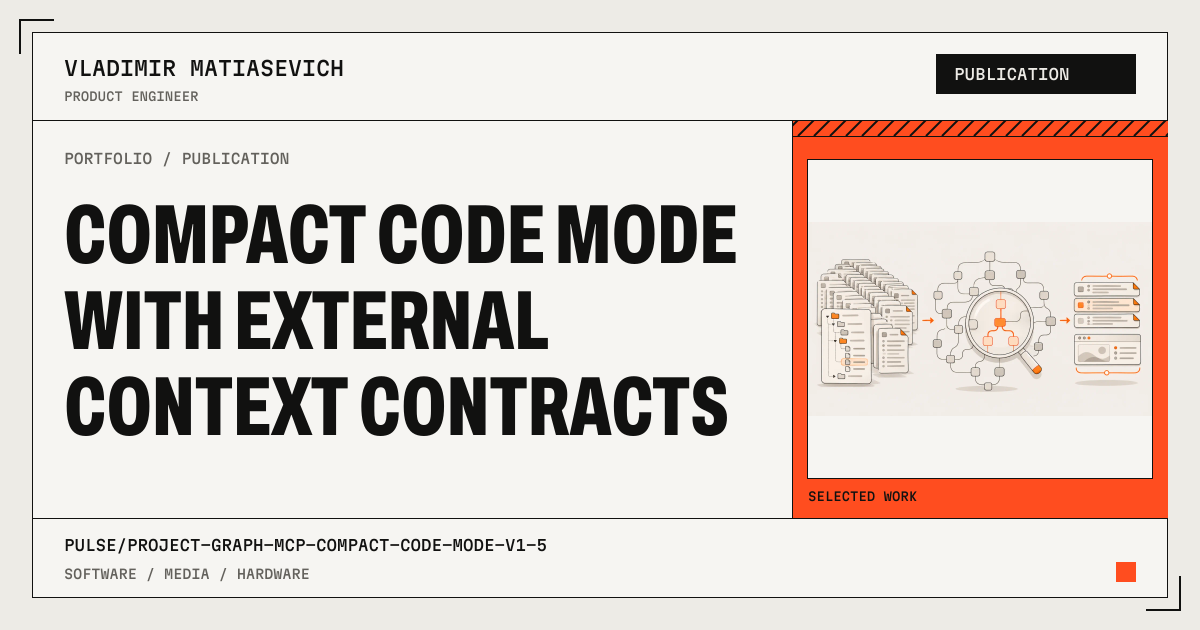 VLADIMIR MATIASEVICH
PRODUCT ENGINEER
PUBLICATION
PORTFOLIO / PUBLICATION
COMPACT CODE MODE
WITH EXTERNAL
CONTEXT CONTRACTS
SELECTED WORK
PULSE/PROJECT-GRAPH-MCP-COMPACT-CODE-MODE-V1-5
SOFTWARE / MEDIA / HARDWARE